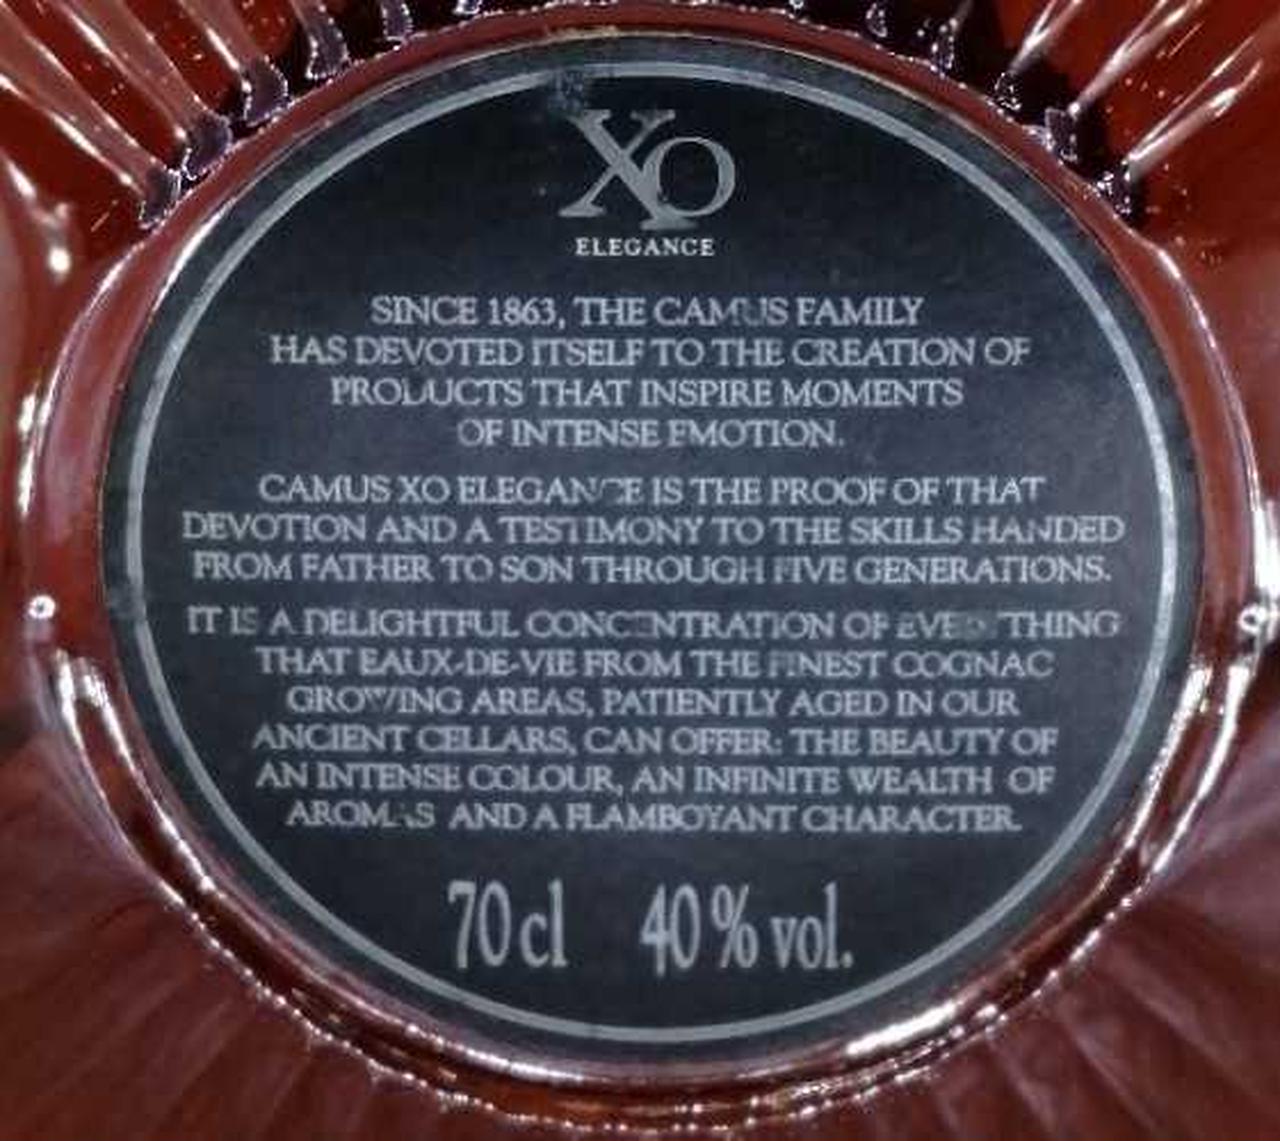 XO
ELEGANCE
SINCE 1863, THE CAMUS FAMILY
HAS DEVOTED ITSELF TO THE CREATION OF
PRODUCTS THAT INSPIRE MOMENTS
OF INTENSE EMOTION.
CAMUS XO ELEGANCE IS THE PROOF OF THAT
DEVOTION AND A TESTIMONY TO THE SKILLS HANDED
FROM FATHER TO SON THROUGH FIVE GENERATIONS.
IT IS A DELIGHTFUL CONCENTRATION OF EVERYTHING
THAT EAUX-DE-VIE FROM THE FINEST COGNAC
GROWING AREAS, PATIENTLY AGED IN OUR
ANCIENT CELLARS, CAN OFFER: THE BEAUTY OF
AN INTENSE COLOUR, AN INFINITE WEALTH OF
AROMAS AND A FLAMBOYANT CHARACTER.
70 cl 40 % vol.